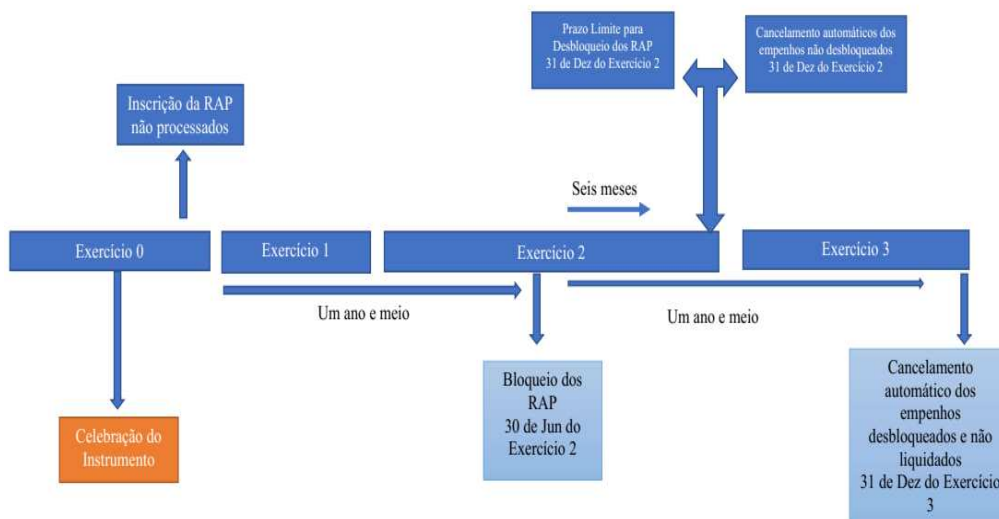 Prazo Limite para
Desbloqueio dos RAP
31 de Dez do Exercício 2
Cancelamento automáticos dos
empenhos não desbloqueados
31 de Dez do Exercício 2
Inscrição da RAP
não processados
Seis meses
Exercício 0
Exercício 1
Exercício 2
Exercício 3
Um ano e meio
Um ano e meio
Celebração do
Instrumento
Bloqueio dos
RAP
30 de Jun do
Exercício 2
Cancelamento
automático dos
empenhos
desbloqueados e não
liquidados
31 de Dez do Exercício
3